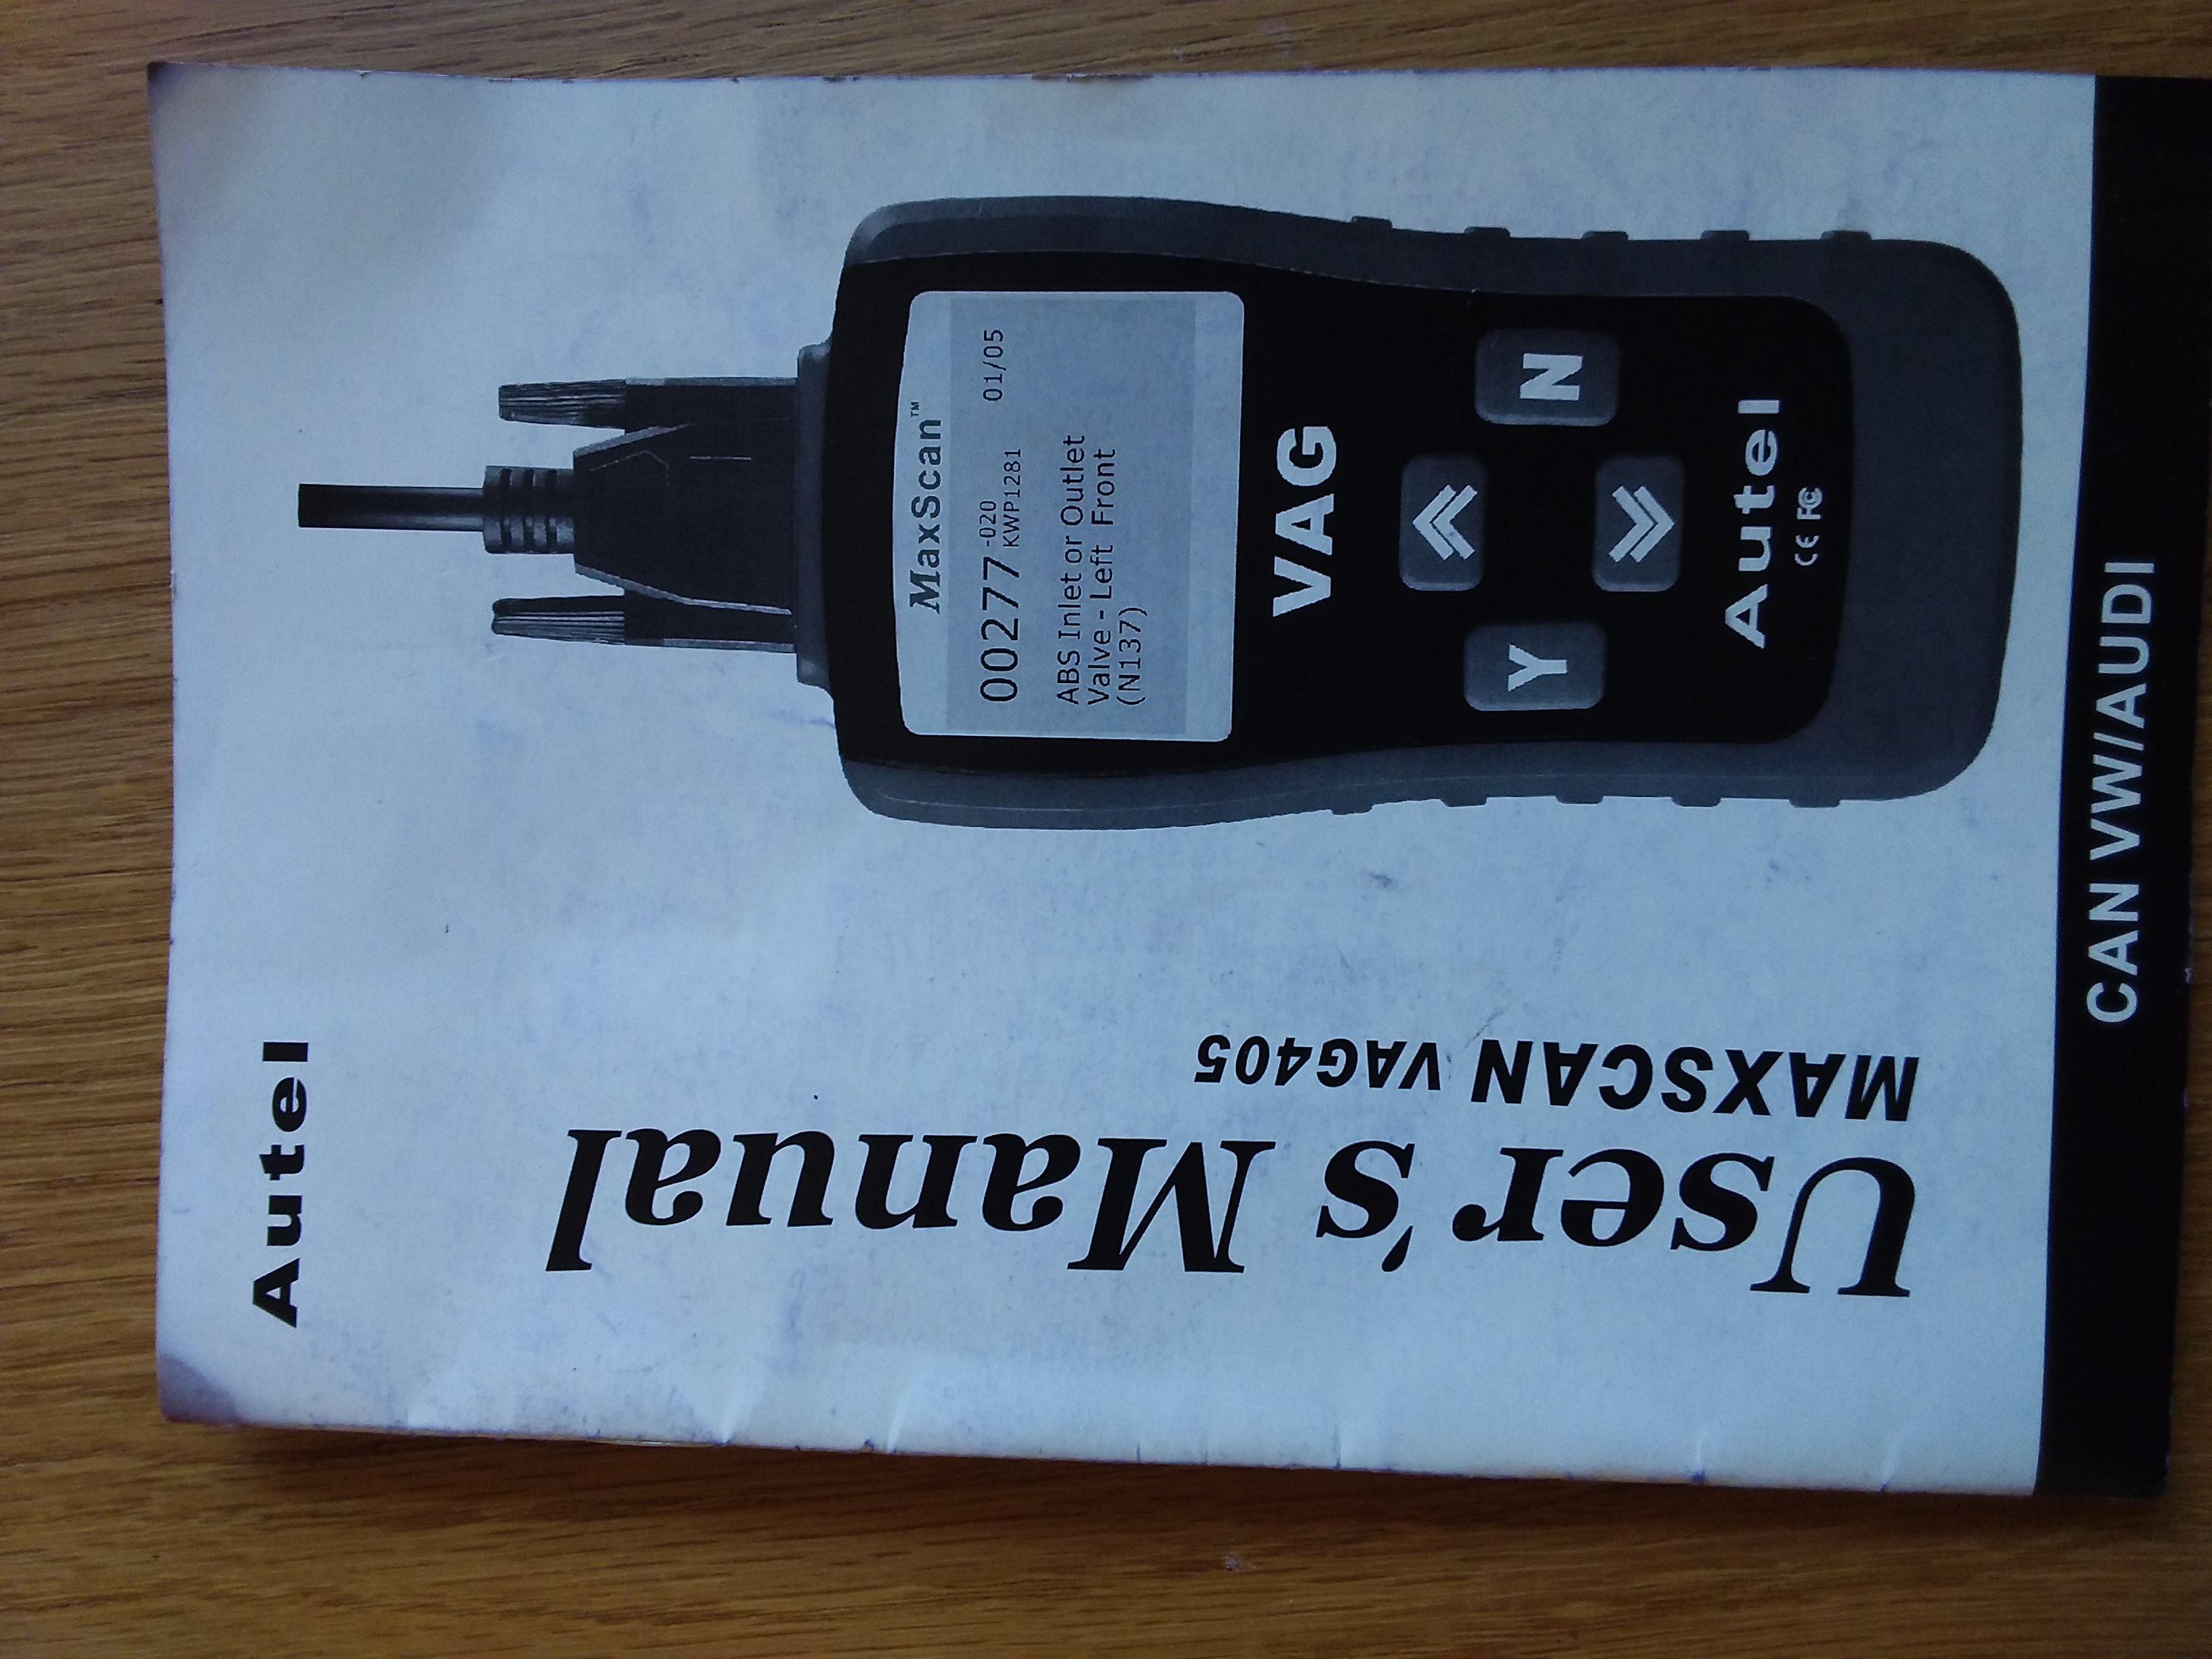 Autel
MaxScan™
00277 -020 01/05
KWP1281
ABS Inlet or Outlet
Valve - Left Front
(N137)
VAG
Y N
Autel
CE FC
User's Manual
MAXSCAN VAG405
CAN VW/AUDI